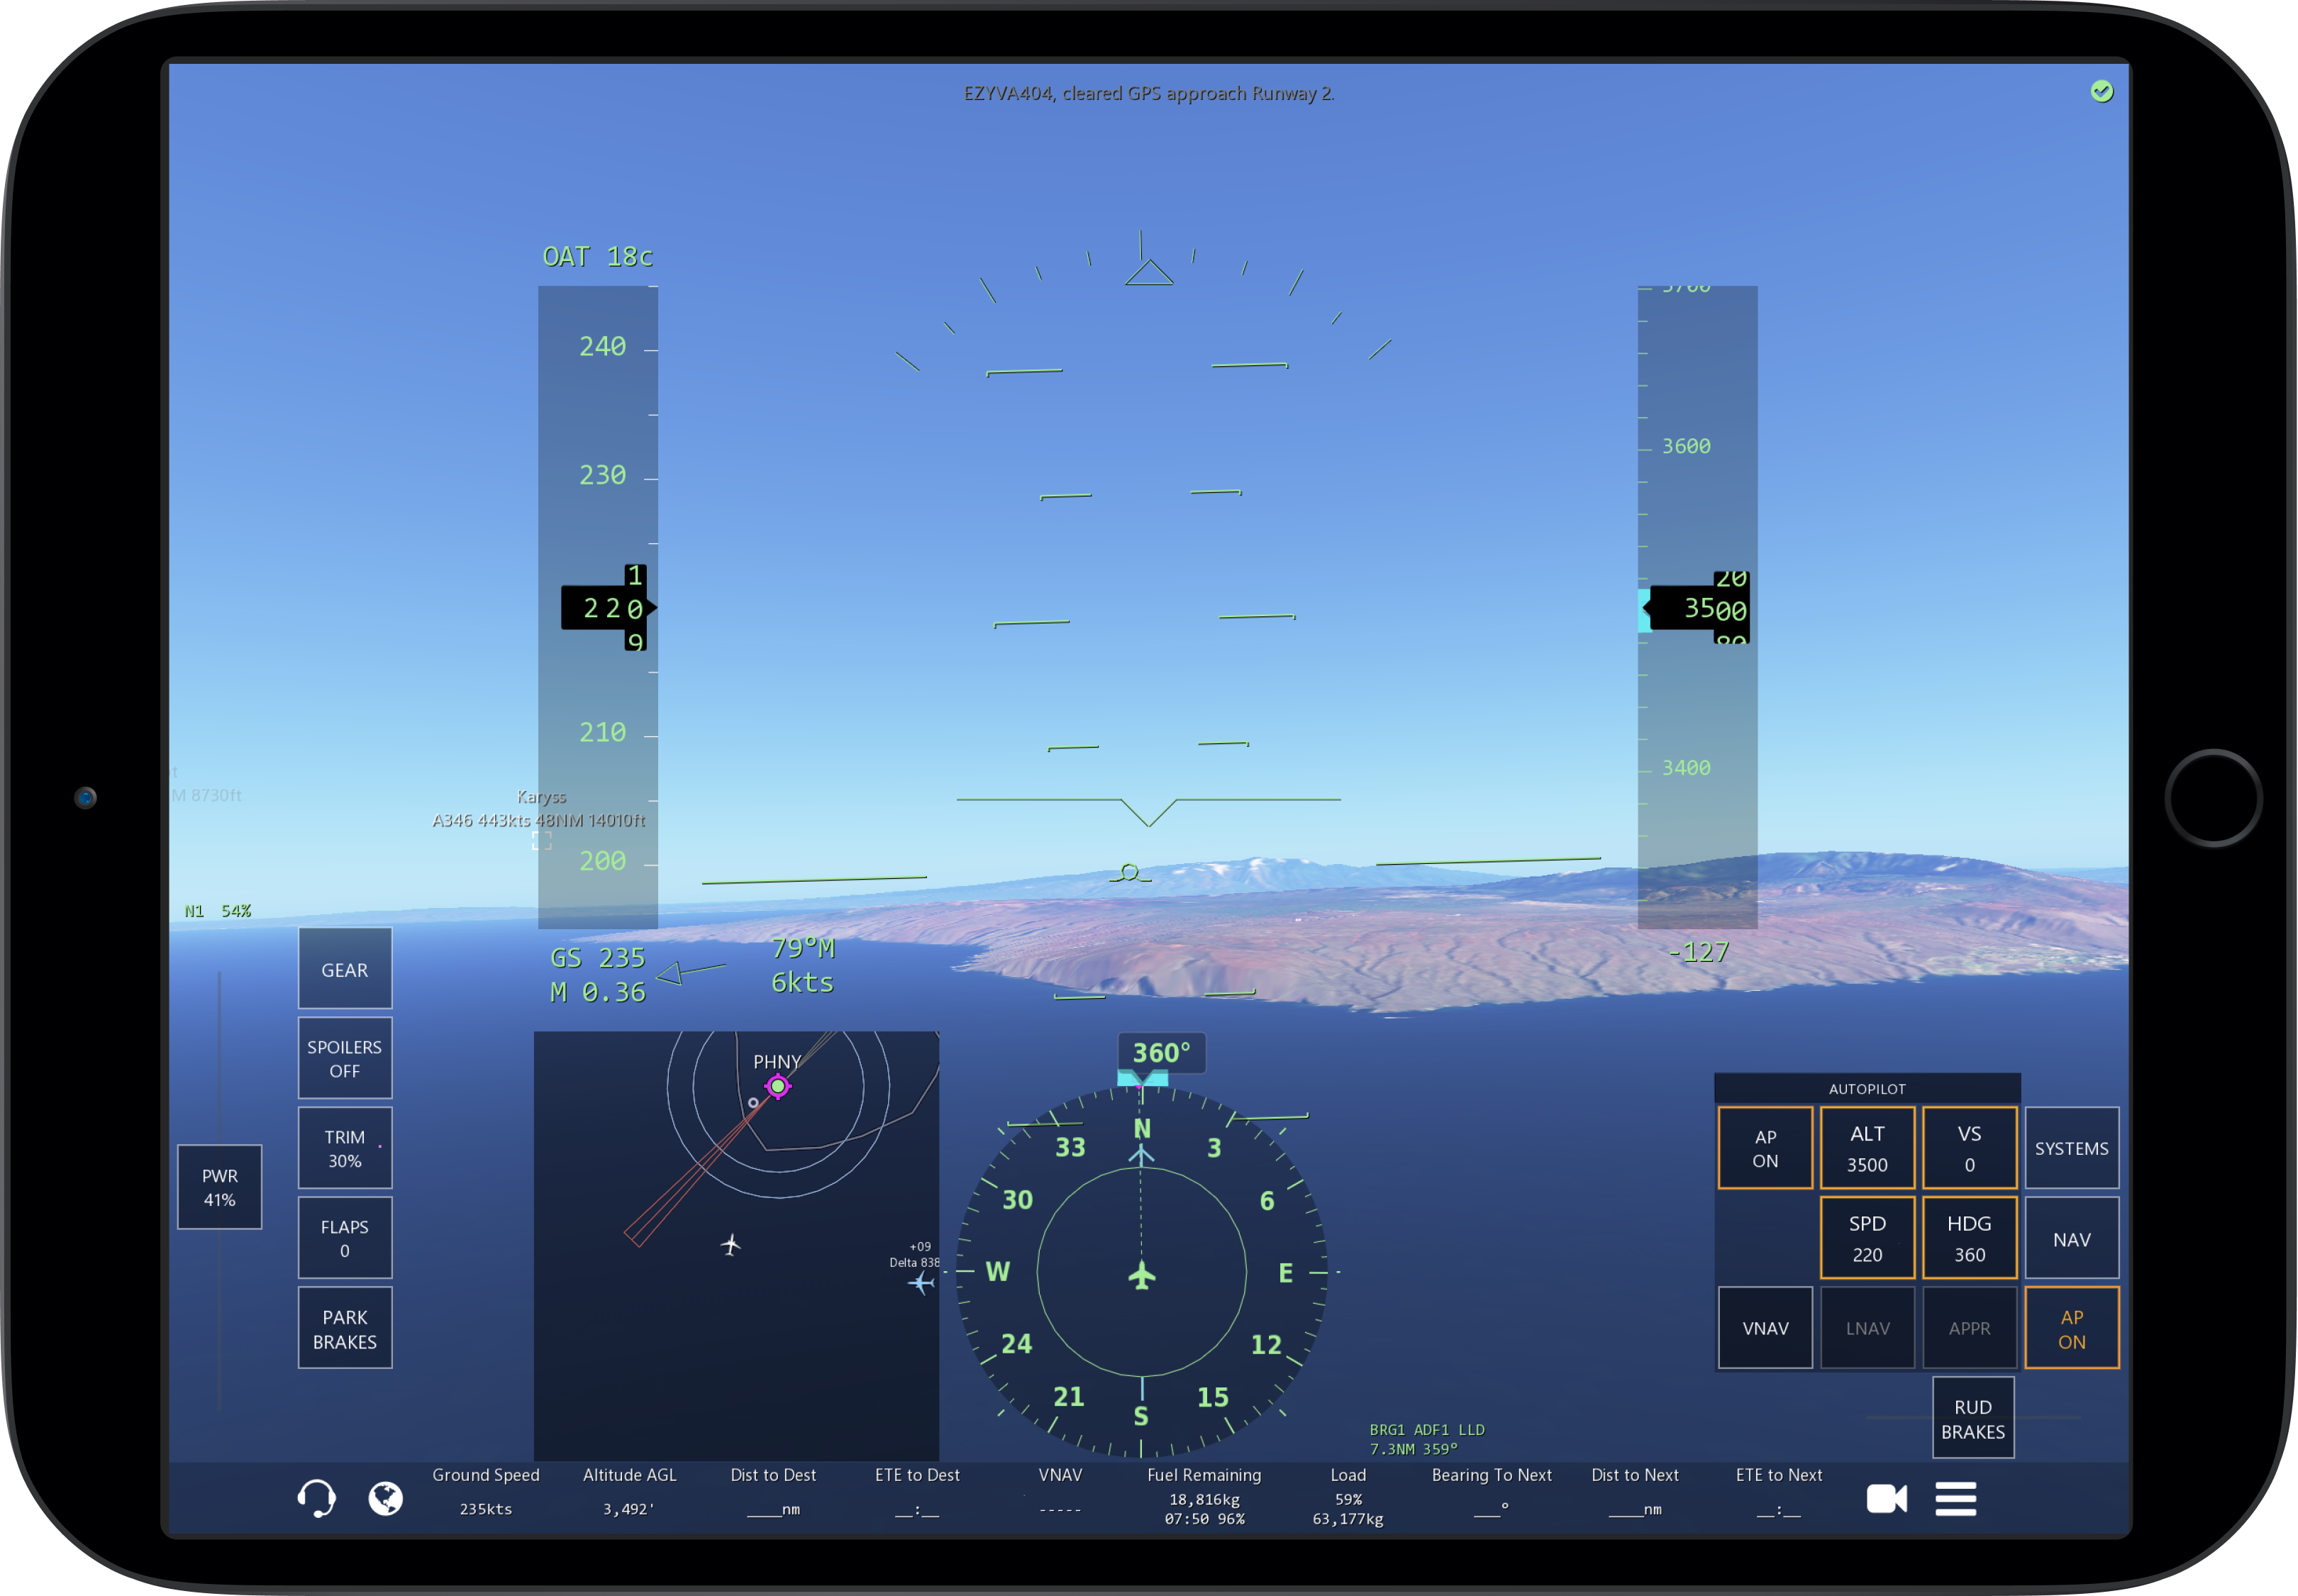 EZYVA404, cleared GPS approach Runway 2.
OAT 18c
240
230
1
220
9
210
200
3700
3600
20
3500
80
3400
-127
M 8730ft
Karyss
A346 443kts 48NM 14010ft
N1 54%
GS 235
M 0.36
79°M
6kts
GEAR
SPOILERS
OFF
TRIM
30%
PWR
41%
FLAPS
0
PARK
BRAKES
PHNY
+09
Delta 838
360°
N
33
3
30
6
W
E
24
12
21
15
S
BRG1 ADF1 LLD
7.3NM 359°
AUTOPILOT
AP
ON
ALT
3500
VS
0
SYSTEMS
SPD
220
HDG
360
NAV
VNAV
LNAV
APPR
AP
ON
RUD
BRAKES
Ground Speed
235kts
Altitude AGL
3,492'
Dist to Dest
____nm
ETE to Dest
__:__
VNAV
-----
Fuel Remaining
18,816kg
07:50 96%
Load
59%
63,177kg
Bearing To Next
___°
Dist to Next
____nm
ETE to Next
__:__